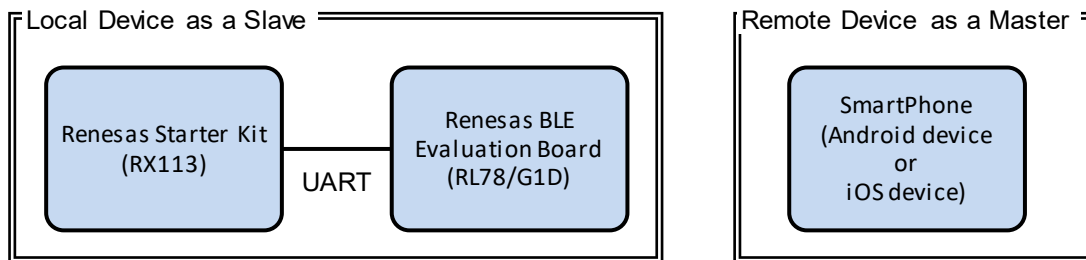 Local Device as a Slave
Renesas Starter Kit
(RX113)
UART
Renesas BLE
Evaluation Board
(RL78/G1D)
Remote Device as a Master
SmartPhone
(Android device
or
iOS device)